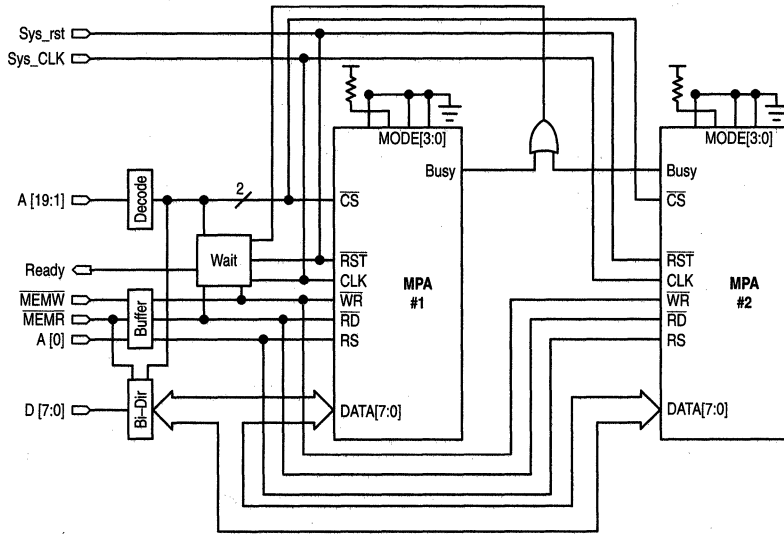 Sys_rst
Sys_CLK
MODE[3:0]
MODE[3:0]
Busy
Busy
A [19:1]
Decode
2
CS
CS
Ready
Wait
RST
RST
CLK
CLK
MPA
#1
MPA
#2
MEMW
WR
WR
MEMR
Buffer
RD
RD
A [0]
RS
RS
D [7:0]
Bi-Dir
DATA[7:0]
DATA[7:0]